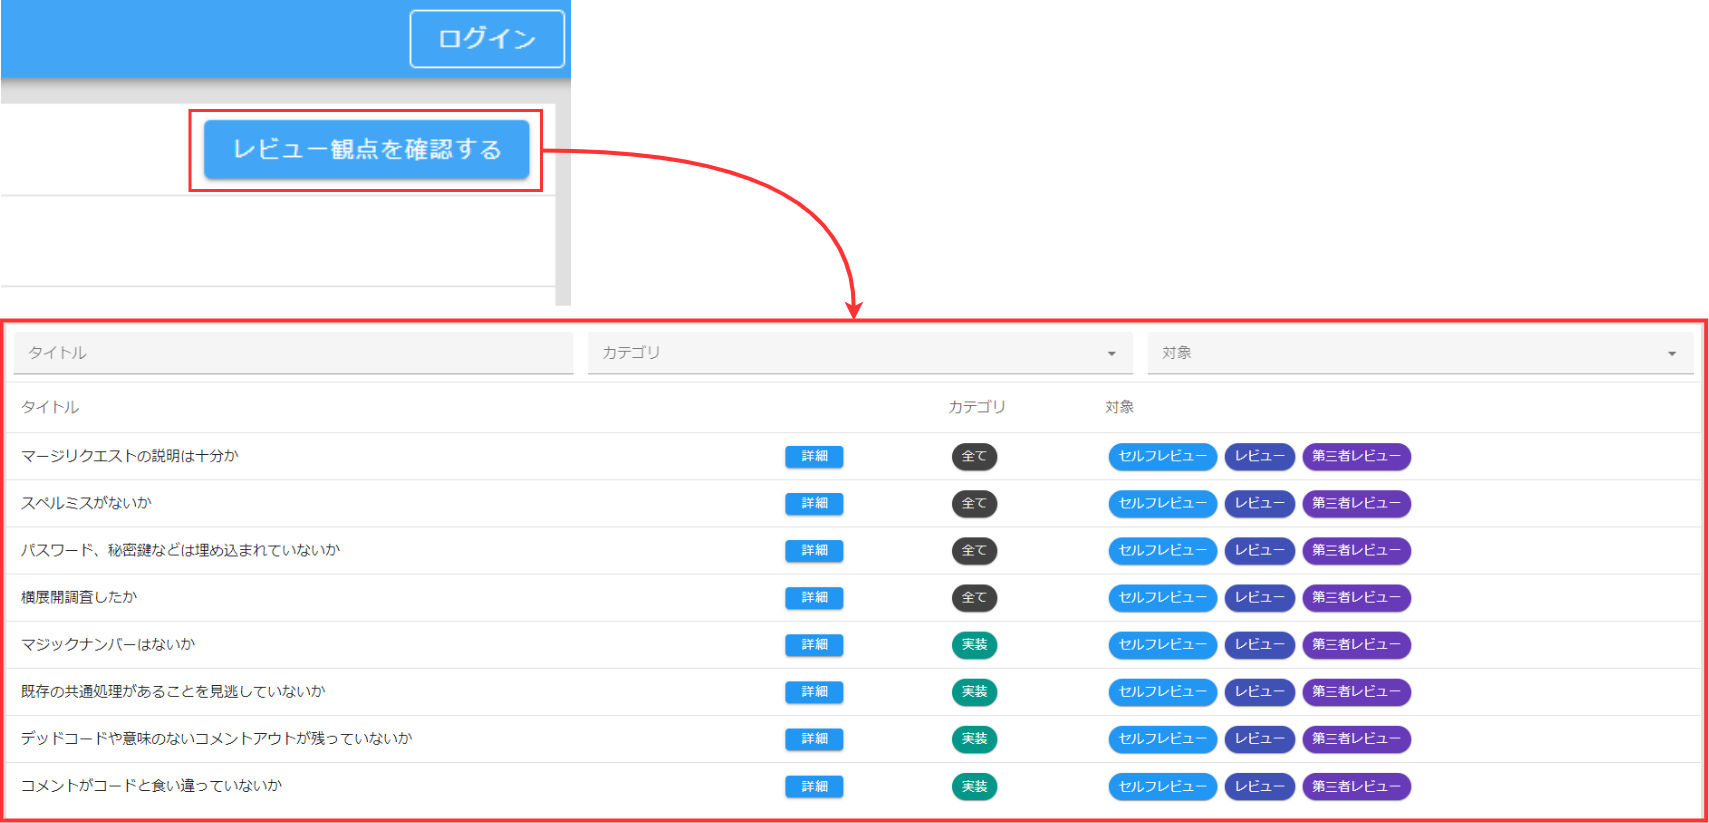 ログイン
レビュー観点を確認する
タイトル カテゴリ 対象
タイトル カテゴリ 対象
マージリクエストの説明は十分か 詳細 全て セルフレビュー レビュー 第三者レビュー
スペルミスがないか 詳細 全て セルフレビュー レビュー 第三者レビュー
パスワード、秘密鍵などは埋め込まれていないか 詳細 全て セルフレビュー レビュー 第三者レビュー
横展開調査したか 詳細 全て セルフレビュー レビュー 第三者レビュー
マジックナンバーはないか 詳細 実装 セルフレビュー レビュー 第三者レビュー
既存の共通処理があることを見逃していないか 詳細 実装 セルフレビュー レビュー 第三者レビュー
デッドコードや意味のないコメントアウトが残っていないか 詳細 実装 セルフレビュー レビュー 第三者レビュー
コメントがコードと食い違っていないか 詳細 実装 セルフレビュー レビュー 第三者レビュー